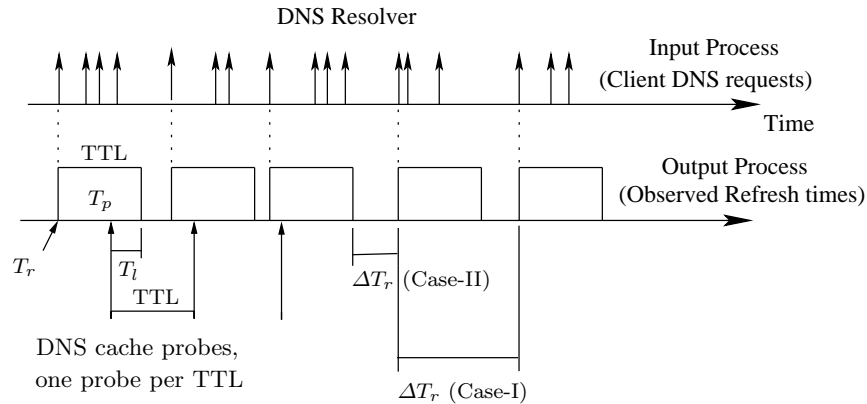 DNS Resolver
Input Process
(Client DNS requests)
Time
TTL
Output Process
(Observed Refresh times)
T_p
T_r
T_l
TTL
ΔT_r (Case-II)
DNS cache probes,
one probe per TTL
ΔT_r (Case-I)